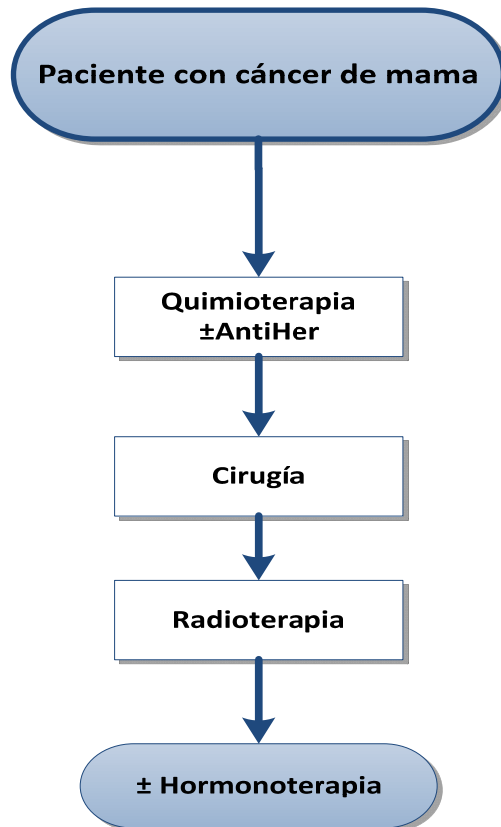 Paciente con cáncer de mama
Quimioterapia
±AntiHer
Cirugía
Radioterapia
± Hormonoterapia